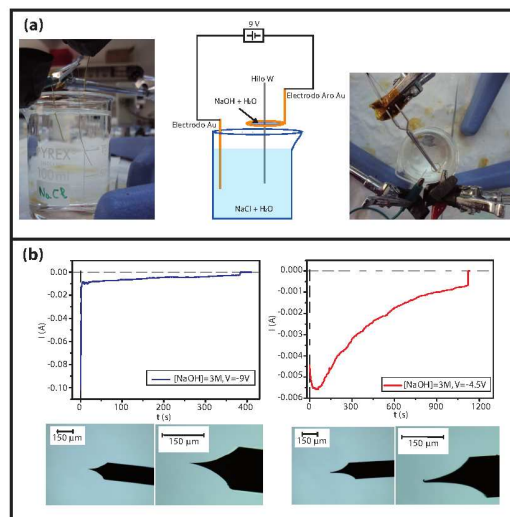 (a)
9 V
Hilo W
Electrodo Aro Au
NaOH + H₂O
Electrodo Au
NaCl + H₂O
PYREX
100 ml
NaCl
(b)
0.00
-0.02
-0.04
-0.06
-0.08
-0.10
I (A)
[NaOH]=3M, V=-9V
0 100 200 300 400
t (s)
0.000
-0.001
-0.002
-0.003
-0.004
-0.005
-0.006
I (A)
[NaOH]=3M, V=-4.5V
0 300 600 900 1200
t (s)
150 µm
150 µm
150 µm
150 µm